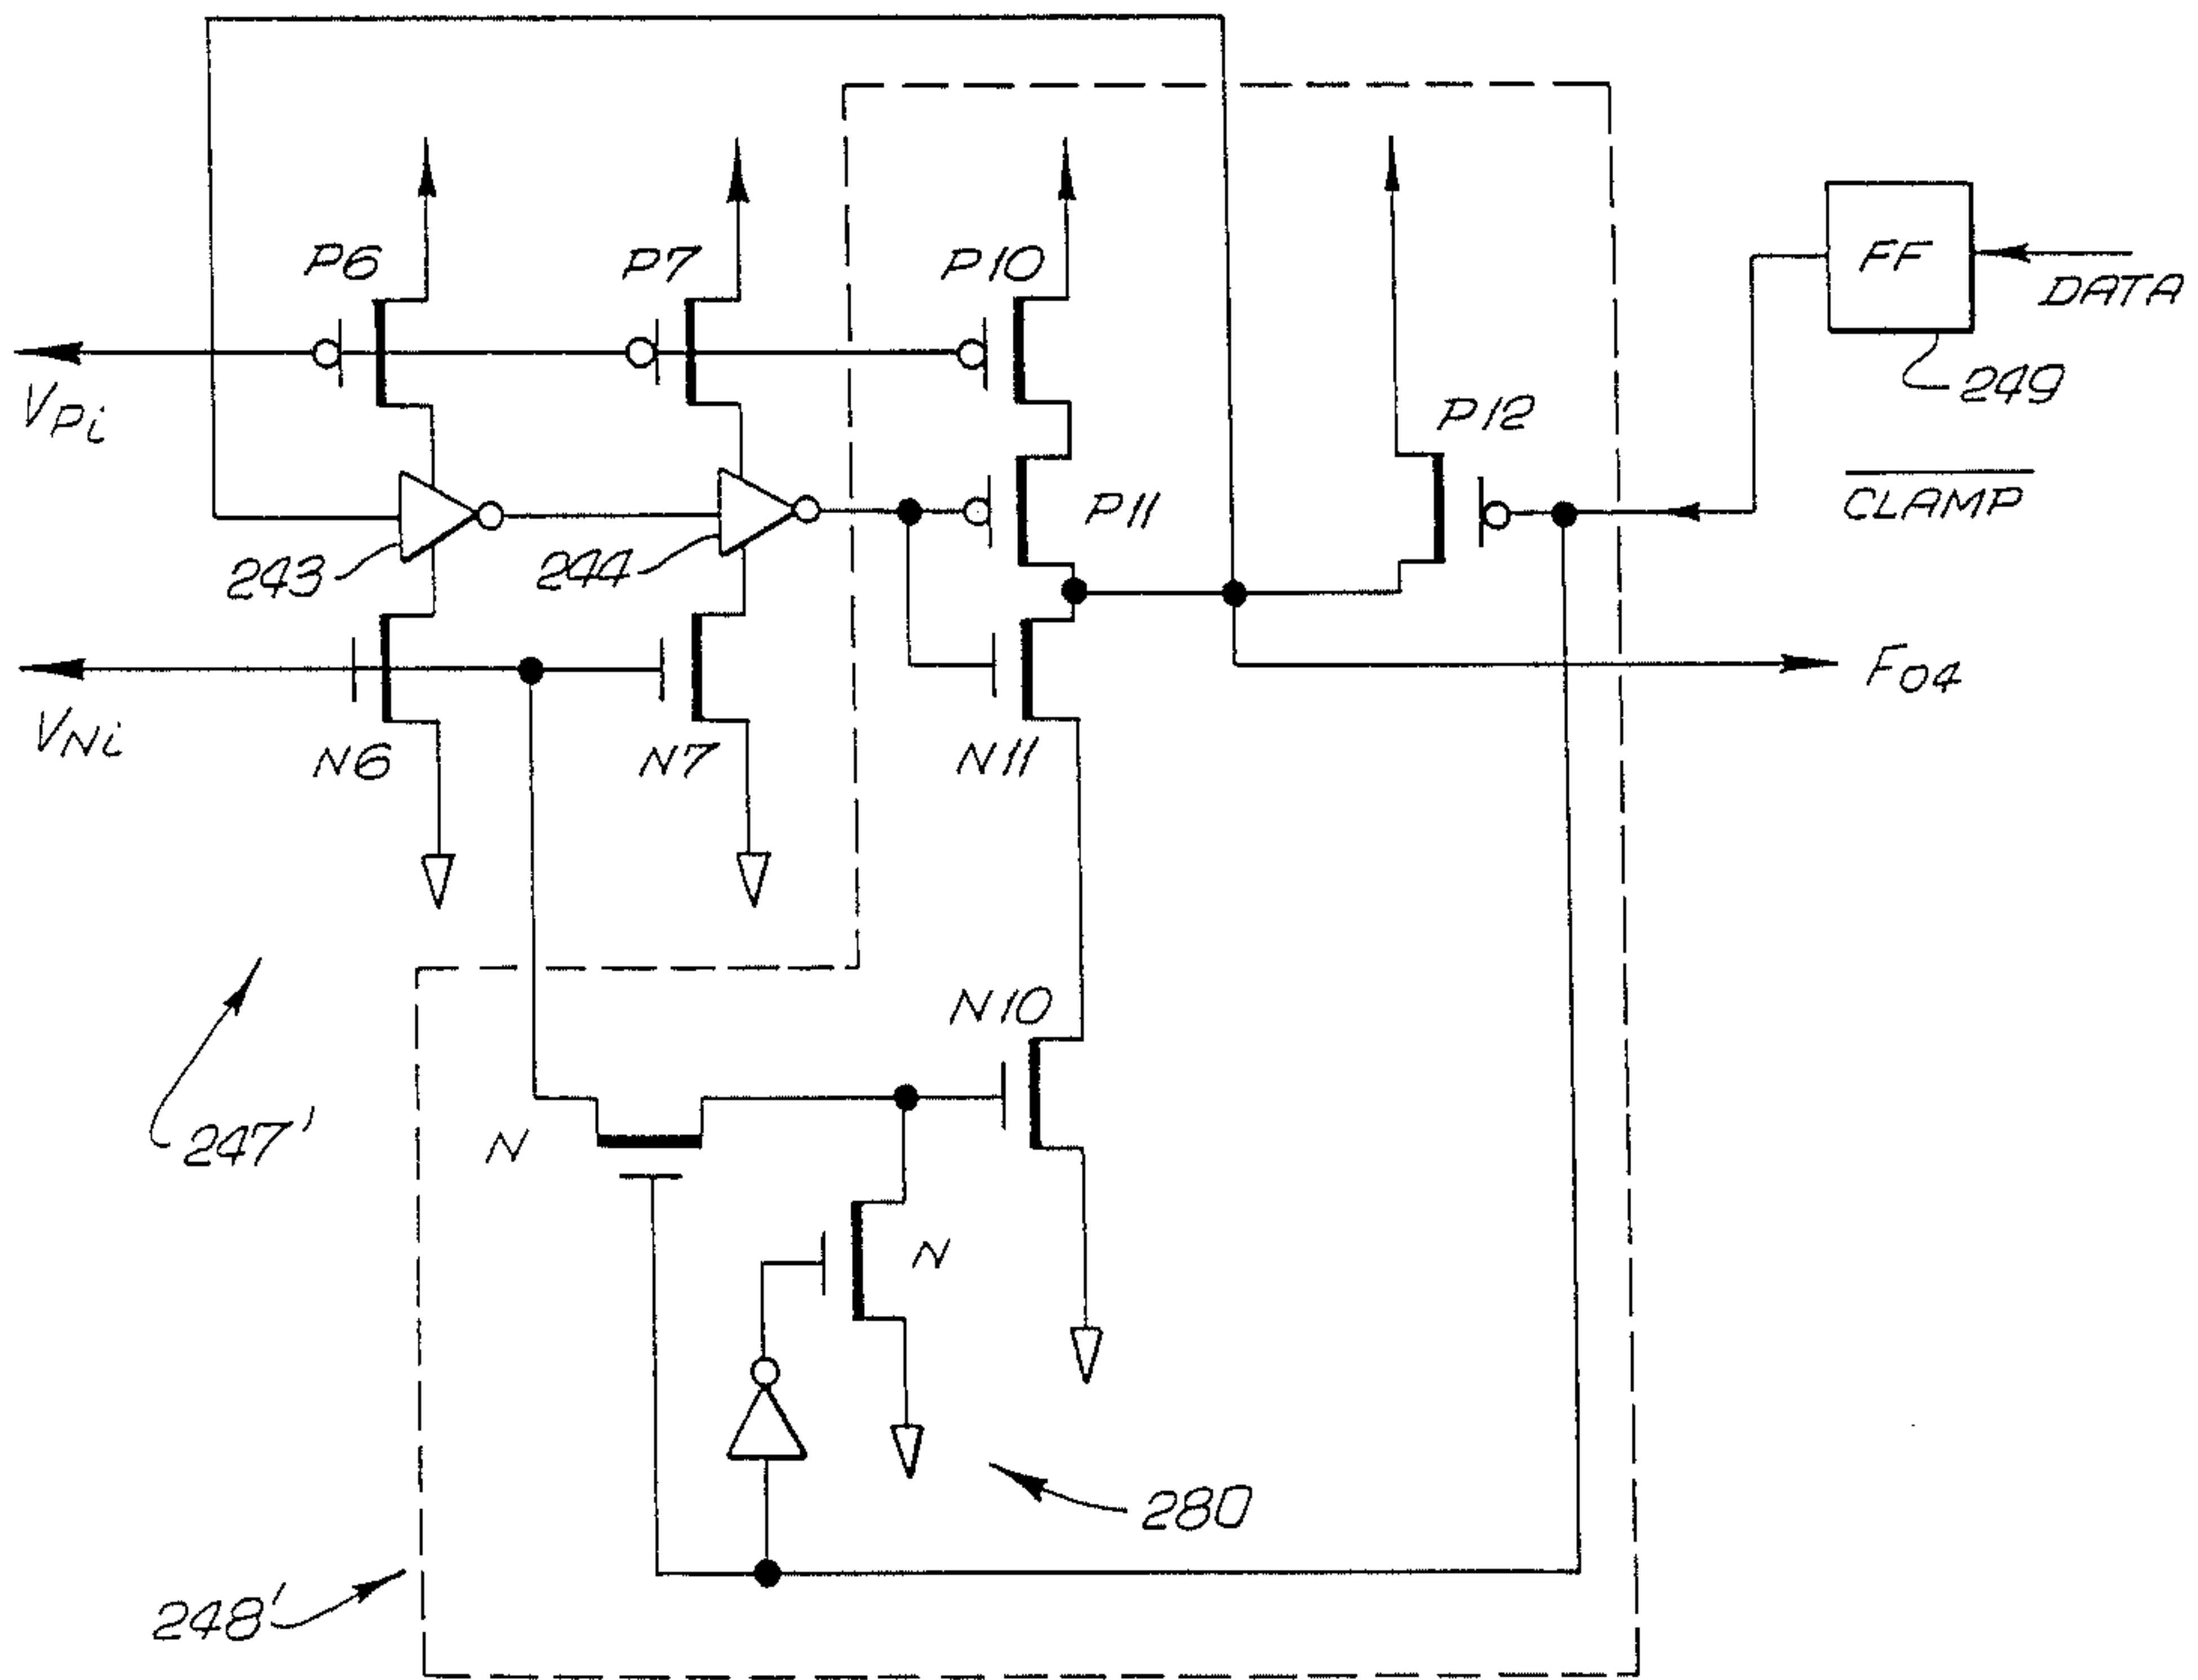 P6
P7
P10
FF
DATA
249
VPi
P12
CLAMP
P11
243
244
FO4
VNi
N6
N7
N11
N10
247'
N
N
280
248'